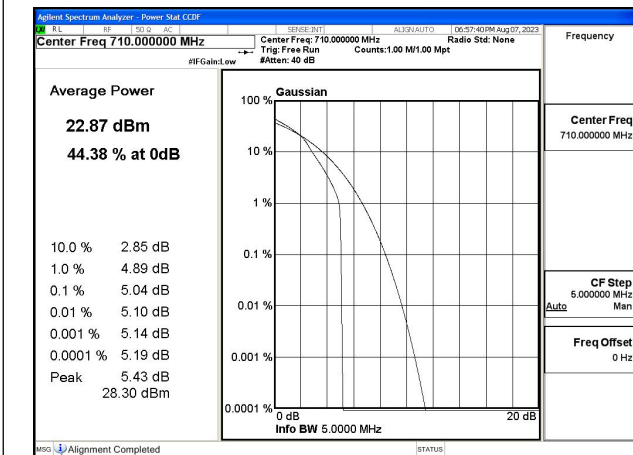 Agilent Spectrum Analyzer - Power Stat CCDF
RL RF 50 Ω AC SENSE:INT ALIGN AUTO 06:57:40 PM Aug 07, 2023
Center Freq 710.000000 MHz
Center Freq: 710.000000 MHz Radio Std: None
Trig: Free Run Counts:1.00 M/1.00 Mpt
#IFGain:Low #Atten: 40 dB
Frequency
Average Power
22.87 dBm
44.38 % at 0dB
10.0 % 2.85 dB
1.0 % 4.89 dB
0.1 % 5.04 dB
0.01 % 5.10 dB
0.001 % 5.14 dB
0.0001 % 5.19 dB
Peak 5.43 dB
28.30 dBm
Gaussian
100 %
10 %
1 %
0.1 %
0.01 %
0.001 %
0.0001 %
0 dB 20 dB
Info BW 5.0000 MHz
Center Freq
710.000000 MHz
CF Step
5.000000 MHz
Auto Man
Freq Offset
0 Hz
MSG Alignment Completed STATUS